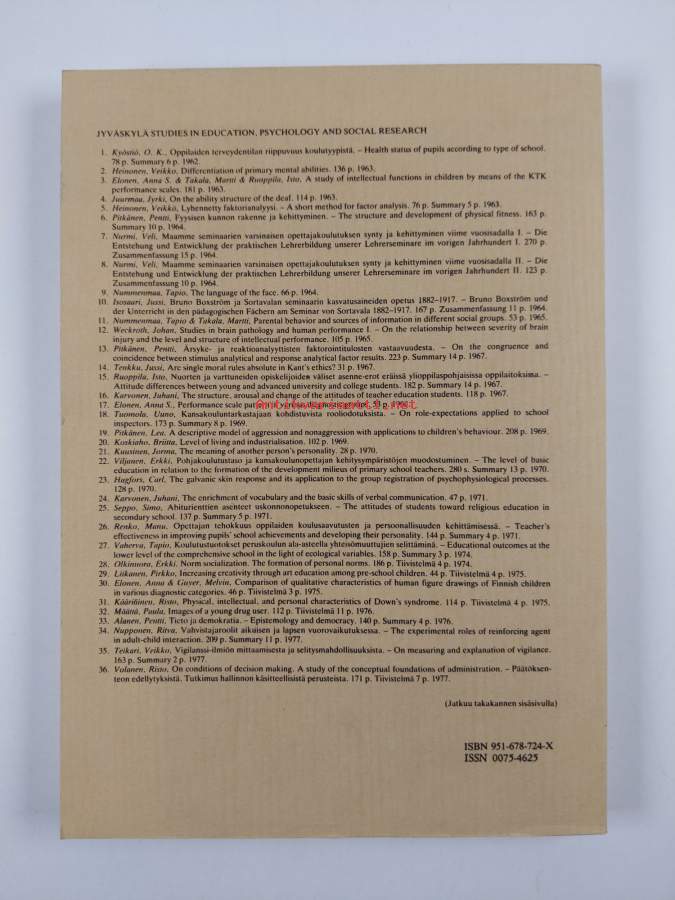 JYVÄSKYLÄ STUDIES IN EDUCATION, PSYCHOLOGY AND SOCIAL RESEARCH
1. Kyöstiö, O. K., Oppilaiden terveydentilan riippuvuus koulutyypistä. – Health status of pupils according to type of school.
78 p. Summary 6 p. 1962.
2. Heinonen, Veikko, Differentiation of primary mental abilities. 136 p. 1963.
3. Elonen, Anna S. & Takala, Martti & Ruoppila, Isto, A study of intellectual functions in children by means of the KTK
performance scales. 181 p. 1963.
4. Juurmaa, Jyrki, On the ability structure of the deaf. 114 p. 1963.
5. Heinonen, Veikko, Lyhennetty faktorianalyysi. – A short method for factor analysis. 76 p. Summary 5 p. 1963.
6. Pitkänen, Pentti, Fyysisen kunnon rakenne ja kehittyminen. – The structure and development of physical fitness. 163 p.
Summary 10 p. 1964.
7. Nurmi, Veli, Maamme seminaarien varsinaisen opettajakoulutuksen synty ja kehittyminen viime vuosisadalla I. – Die
Entstehung und Entwicklung der praktischen Lehrerbildung unserer Lehrerseminare im vorigen Jahrhundert I. 270 p.
Zusammenfassung 15 p. 1964.
8. Nurmi, Veli, Maamme seminaarien varsinaisen opettajakoulutuksen synty ja kehittyminen viime vuosisadalla II. – Die
Entstehung und Entwicklung der praktischen Lehrerbildung unserer Lehrerseminare im vorigen Jahrhundert II. 123 p.
Zusammenfassung 10 p. 1964.
9. Nummenmaa, Tapio, The language of the face. 66 p. 1964.
10. Isosaari, Jussi, Bruno Boxström ja Sortavalan seminaarin kasvatusaineiden opetus 1882–1917. – Bruno Boxström und
der Unterricht in den pädagogischen Fächern am Seminar von Sortavala 1882–1917. 167 p. Zusammenfassung 11 p. 1964.
11. Nummenmaa, Tapio & Takala, Martti, Parental behavior and sources of information in different social groups. 53 p. 1965.
12. Weckroth, Johan, Studies in brain pathology and human performance I. – On the relationship between severity of brain
injury and the level and structure of intellectual performance. 105 p. 1965.
13. Pitkänen, Pentti, Ärsyke- ja reaktioanalyyttisten faktorointitulosten vastaavuudesta. – On the congruence and
coincidence between stimulus analytical and response analytical factor results. 223 p. Summary 14 p. 1967.
14. Tenkku, Jussi, Are single moral rules absolute in Kant's ethics? 31 p. 1967.
15. Ruoppila, Isto, Nuorten ja varttuneiden opiskelijoiden väliset asenne-erot eräissä ylioppilaspohjaisissa oppilaitoksissa. –
Attitude differences between young and advanced university and college students. 182 p. Summary 14 p. 1967.
16. Karvonen, Juhani, The structure, arousal and change of the attitudes of teacher education students. 118 p. 1967.
17. Elonen, Anna S., Performance scale patterns in various diagnostic groups. 53 p. 1968.
Antikvariaatti.net
18. Tuomola, Uuno, Kansakouluntarkastajaan kohdistuvista rooliodotuksista. – On role-expectations applied to school
inspectors. 173 p. Summary 8 p. 1969.
19. Pitkänen, Lea, A descriptive model of aggression and nonaggression with applications to children's behaviour. 208 p. 1969.
20. Koskiaho, Briitta, Level of living and industrialisation. 102 p. 1969.
21. Kuusinen, Jorma, The meaning of another person's personality. 28 p. 1970.
22. Viljanen, Erkki, Pohjakoulutustaso ja kansakoulunopettajan kehitysympäristöjen muodostuminen. – The level of basic
education in relation to the formation of the development milieus of primary school teachers. 280 s. Summary 13 p. 1970.
23. Hagfors, Carl, The galvanic skin response and its application to the group registration of psychophysiological processes.
128 p. 1970.
24. Karvonen, Juhani, The enrichment of vocabulary and the basic skills of verbal communication. 47 p. 1971.
25. Seppo, Simo, Abiturienttien asenteet uskonnonopetukseen. – The attitudes of students toward religious education in
secondary school. 137 p. Summary 5 p. 1971.
26. Renko, Manu, Opettajan tehokkuus oppilaiden koulusaavutusten ja persoonallisuuden kehittämisessä. – Teacher's
effectiveness in improving pupils' school achievements and developing their personality. 144 p. Summary 4 p. 1971.
27. Vaherva, Tapio, Koulutustuotokset peruskoulun ala-asteella yhteisömuuttujien selittäminä. – Educational outcomes at the
lower level of the comprehensive school in the light of ecological variables. 158 p. Summary 3 p. 1974.
28. Olkinuora, Erkki, Norm socialization. The formation of personal norms. 186 p. Tiivistelmä 4 p. 1974.
29. Liikanen, Pirkko, Increasing creativity through art education among pre-school children. 44 p. Tiivistelmä 4 p. 1975.
30. Elonen, Anna & Guyer, Melvin, Comparison of qualitative characteristics of human figure drawings of Finnish children
in various diagnostic categories. 46 p. Tiivistelmä 3 p. 1975.
31. Kääriäinen, Risto, Physical, intellectual, and personal characteristics of Down's syndrome. 114 p. Tiivistelmä 4 p. 1975.
32. Määttä, Paula, Images of a young drug user. 112 p. Tiivistelmä 11 p. 1976.
33. Alanen, Pentti, Tieto ja demokratia. – Epistemology and democracy. 140 p. Summary 4 p. 1976.
34. Nupponen, Riitva, Vahvistajaroolit aikuisen ja lapsen vuorovaikutuksessa. – The experimental roles of reinforcing agent
in adult-child interaction. 209 p. Summary 11 p. 1977.
35. Teikari, Veikko, Vigilanssi-ilmiön mittaamisesta ja selitysmahdollisuuksista. – On measuring and explanation of vigilance.
163 p. Summary 2 p. 1977.
36. Volanen, Risto, On conditions of decision making. A study of the conceptual foundations of administration. – Päätöksen-
teon edellytyksistä. Tutkimus hallinnon käsitteellisistä perusteista. 171 p. Tiivistelmä 7 p. 1977.
(Jatkuu takakannen sisäsivulla)
ISBN 951-678-724-X
ISSN 0075-4625